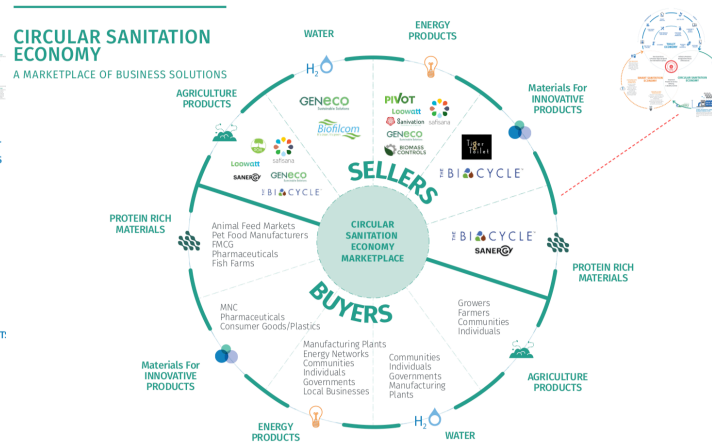 CIRCULAR SANITATION
ECONOMY
A MARKETPLACE OF BUSINESS SOLUTIONS
WATER
H₂O
ENERGY
PRODUCTS
Materials For
INNOVATIVE
PRODUCTS
AGRICULTURE
PRODUCTS
GENeco
Sustainable Solutions
Biofilcom
PIVOT
Loowatt
Sanivation
safisana
GENeco
BIOMASS
CONTROLS
Tiger
Toilet
THE BIOCYCLE
Loowatt
safisana
SANERGY
GENeco
THE BIOCYCLE
SELLERS
PROTEIN RICH
MATERIALS
Animal Feed Markets
Pet Food Manufacturers
FMCG
Pharmaceuticals
Fish Farms
CIRCULAR
SANITATION
ECONOMY
MARKETPLACE
THE BIOCYCLE
SANERGY
PROTEIN RICH
MATERIALS
BUYERS
MNC
Pharmaceuticals
Consumer Goods/Plastics
Growers
Farmers
Communities
Individuals
Manufacturing Plants
Energy Networks
Communities
Individuals
Governments
Local Businesses
Communities
Individuals
Governments
Manufacturing
Plants
Materials For
INNOVATIVE
PRODUCTS
AGRICULTURE
PRODUCTS
ENERGY
PRODUCTS
H₂O
WATER